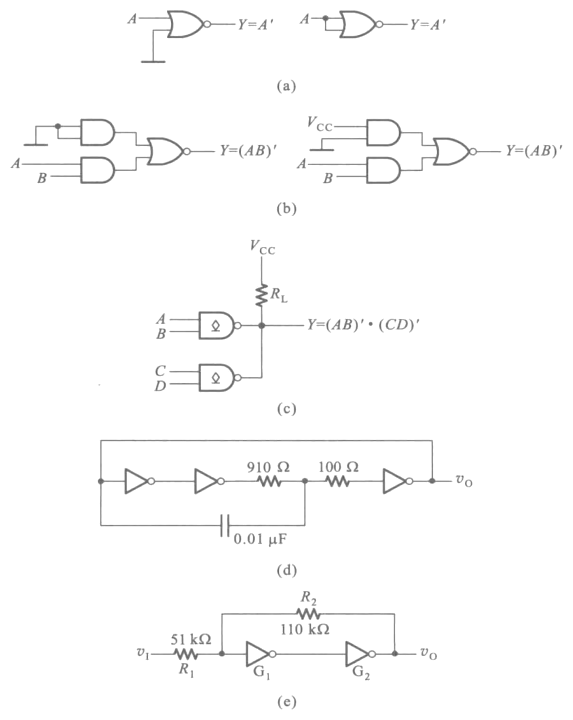 A Y=A' A Y=A'
(a)
V_CC
Y=(AB)' Y=(AB)'
A A
B B
(b)
V_CC
R_L
A
B
Y=(AB)'·(CD)'
C
D
(c)
910 Ω 100 Ω
v_O
0.01 μF
(d)
R_2
51 kΩ 110 kΩ
v_I v_O
R_1 G_1 G_2
(e)